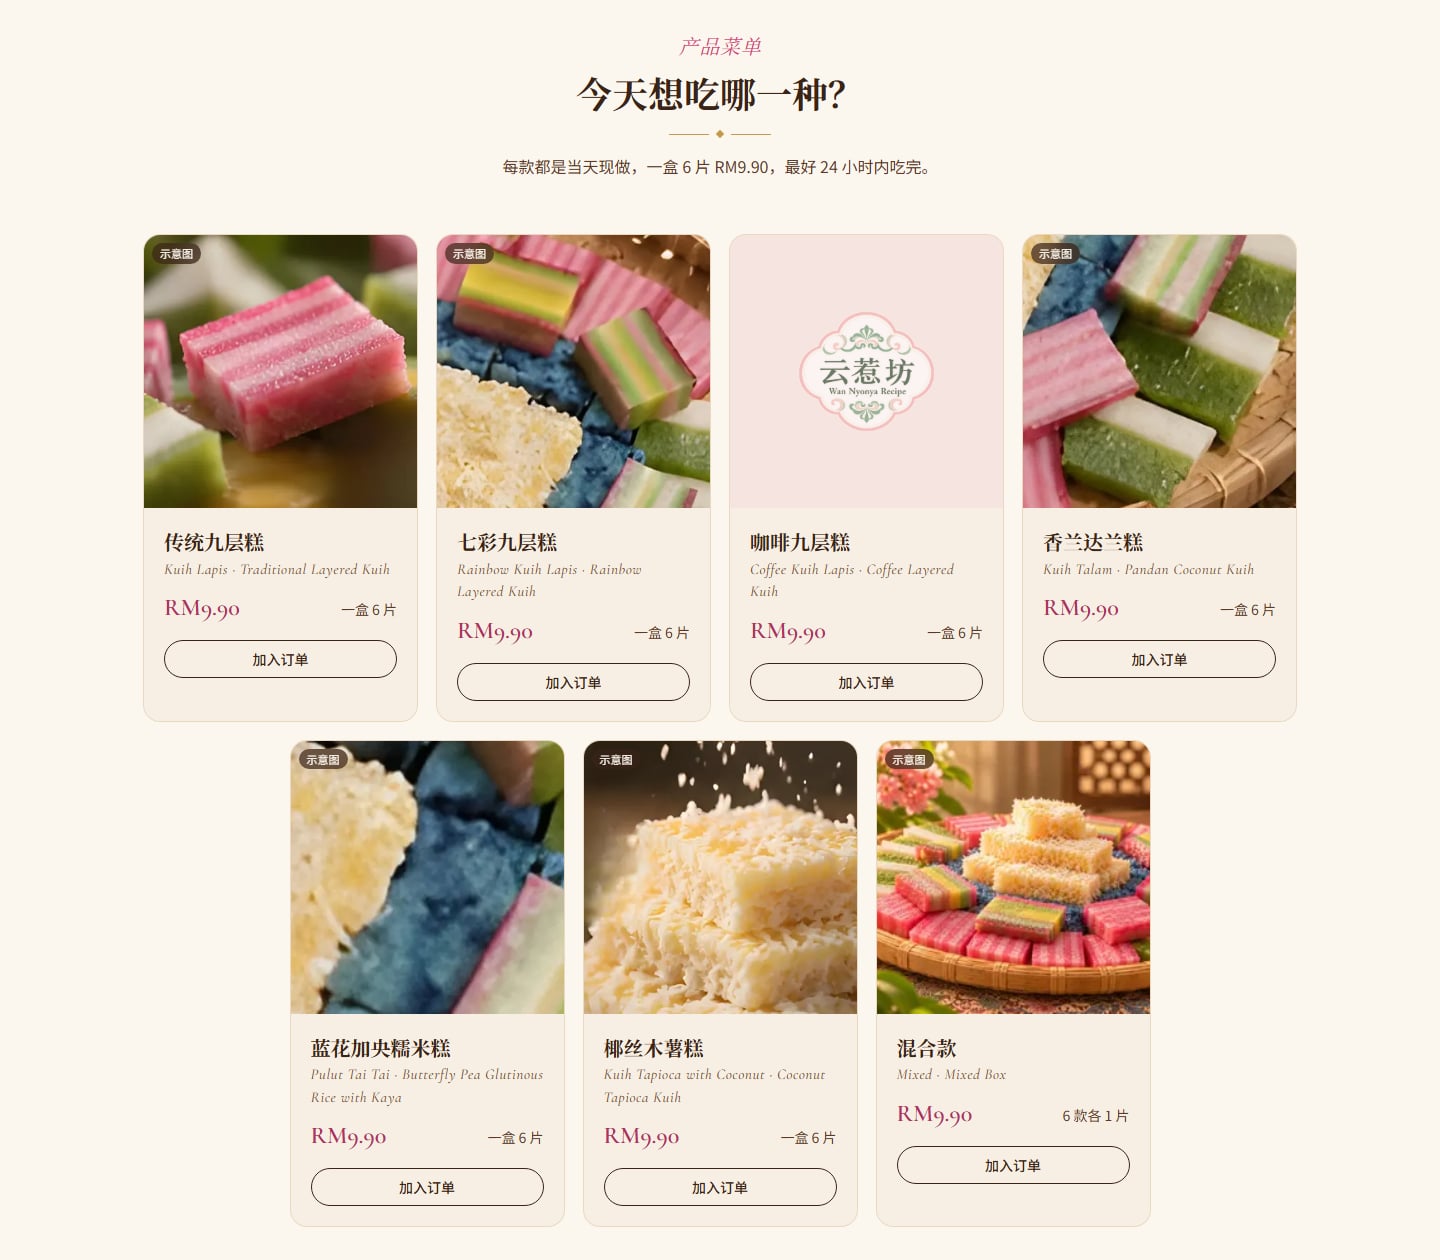 产品菜单
今天想吃哪一种？
每款都是当天现做，一盒 6 片 RM9.90，最好 24 小时内吃完。
示意图
传统九层糕
Kuih Lapis · Traditional Layered Kuih
RM9.90
一盒 6 片
加入订单
示意图
七彩九层糕
Rainbow Kuih Lapis · Rainbow
Layered Kuih
RM9.90
一盒 6 片
加入订单
云惹坊
Wan Nyonya Recipe
咖啡九层糕
Coffee Kuih Lapis · Coffee Layered
Kuih
RM9.90
一盒 6 片
加入订单
示意图
香兰达兰糕
Kuih Talam · Pandan Coconut Kuih
RM9.90
一盒 6 片
加入订单
示意图
蓝花加央糯米糕
Pulut Tai Tai · Butterfly Pea Glutinous
Rice with Kaya
RM9.90
一盒 6 片
加入订单
示意图
椰丝木薯糕
Kuih Tapioca with Coconut · Coconut
Tapioca Kuih
RM9.90
一盒 6 片
加入订单
示意图
混合款
Mixed · Mixed Box
RM9.90
6 款各 1 片
加入订单